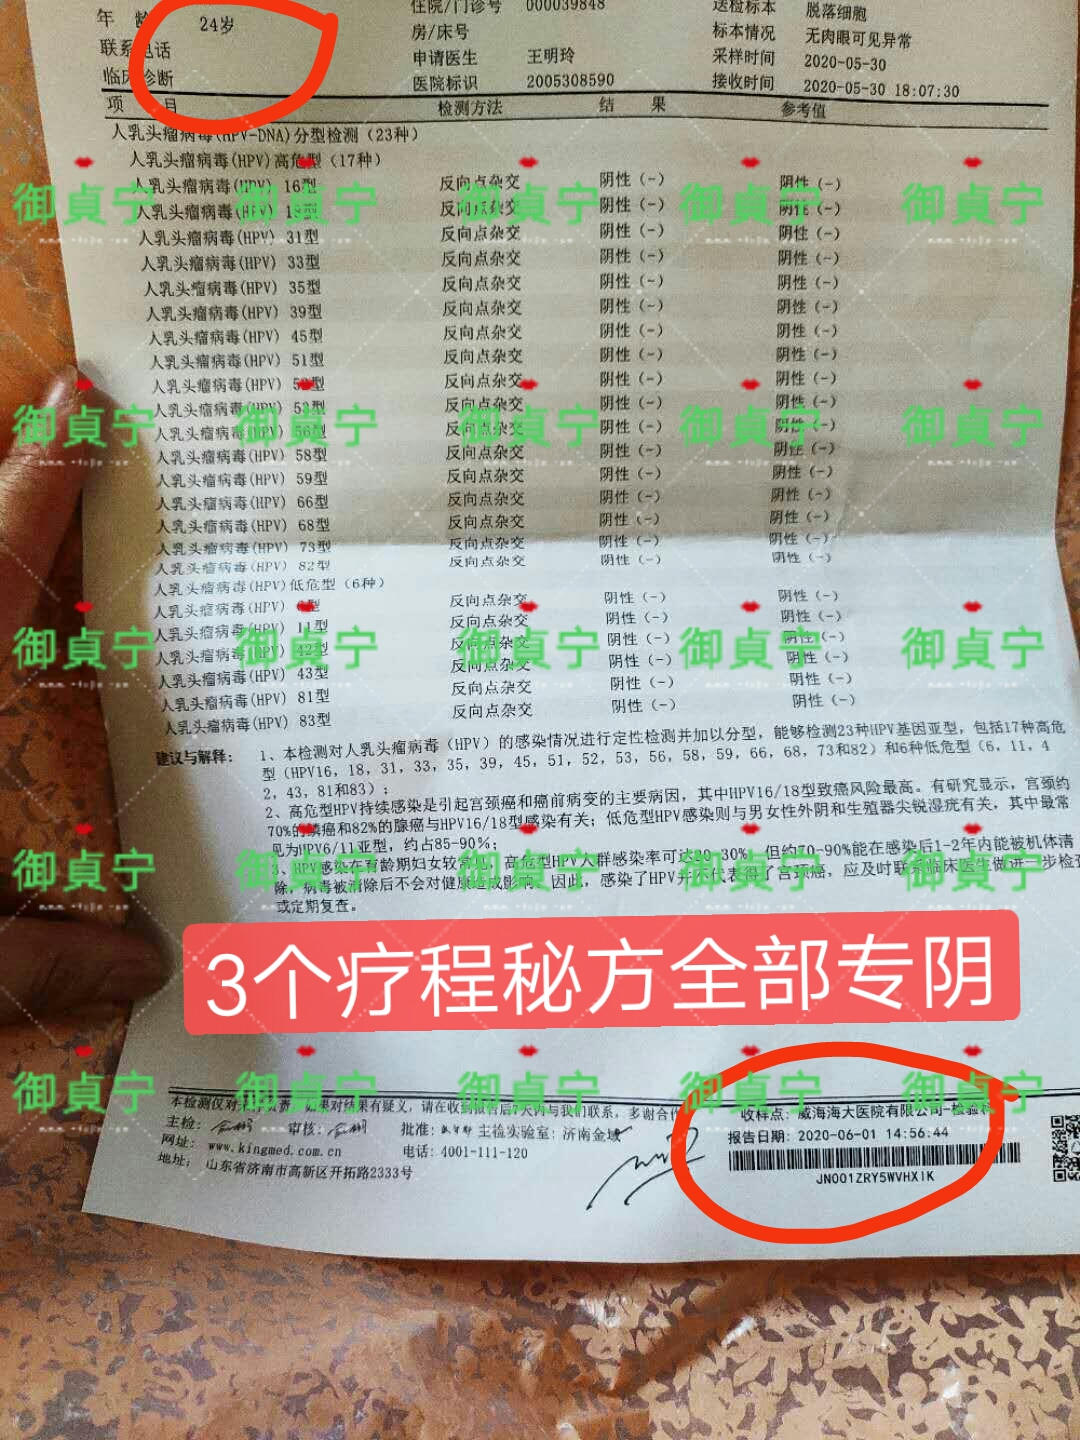 年 龄 24岁 住院/门诊号 000039848 送检标本 脱落细胞
联系电话 房/床号 标本情况 无肉眼可见异常
临床诊断 申请医生 王明玲 采样时间 2020-05-30
医院标识 2005308590 接收时间 2020-05-30 18:07:30
项 目 检测方法 结 果 参考值
人乳头瘤病毒(HPV-DNA)分型检测（23种）
人乳头瘤病毒(HPV)高危型（17种）
人乳头瘤病毒(HPV) 16型 反向点杂交 阴性（-） 阴性（-）
人乳头瘤病毒(HPV) 18型 反向点杂交 阴性（-） 阴性（-）
人乳头瘤病毒(HPV) 31型 反向点杂交 阴性（-） 阴性（-）
人乳头瘤病毒(HPV) 33型 反向点杂交 阴性（-） 阴性（-）
人乳头瘤病毒(HPV) 35型 反向点杂交 阴性（-） 阴性（-）
人乳头瘤病毒(HPV) 39型 反向点杂交 阴性（-） 阴性（-）
人乳头瘤病毒(HPV) 45型 反向点杂交 阴性（-） 阴性（-）
人乳头瘤病毒(HPV) 51型 反向点杂交 阴性（-） 阴性（-）
人乳头瘤病毒(HPV) 52型 反向点杂交 阴性（-） 阴性（-）
人乳头瘤病毒(HPV) 53型 反向点杂交 阴性（-） 阴性（-）
人乳头瘤病毒(HPV) 56型 反向点杂交 阴性（-） 阴性（-）
人乳头瘤病毒(HPV) 58型 反向点杂交 阴性（-） 阴性（-）
人乳头瘤病毒(HPV) 59型 反向点杂交 阴性（-） 阴性（-）
人乳头瘤病毒(HPV) 66型 反向点杂交 阴性（-） 阴性（-）
人乳头瘤病毒(HPV) 68型 反向点杂交 阴性（-） 阴性（-）
人乳头瘤病毒(HPV) 73型 反向点杂交 阴性（-） 阴性（-）
人乳头瘤病毒(HPV) 82型 反向点杂交 阴性（-） 阴性（-）
人乳头瘤病毒(HPV)低危型（6种）
人乳头瘤病毒(HPV) 6型 反向点杂交 阴性（-） 阴性（-）
人乳头瘤病毒(HPV) 11型 反向点杂交 阴性（-） 阴性（-）
人乳头瘤病毒(HPV) 42型 反向点杂交 阴性（-） 阴性（-）
人乳头瘤病毒(HPV) 43型 反向点杂交 阴性（-） 阴性（-）
人乳头瘤病毒(HPV) 81型 反向点杂交 阴性（-） 阴性（-）
人乳头瘤病毒(HPV) 83型 反向点杂交 阴性（-） 阴性（-）
建议与解释： 1、本检测对人乳头瘤病毒（HPV）的感染情况进行定性检测并加以分型，能够检测23种HPV基因亚型，包括17种高危
型（HPV16，18，31，33，35，39，45，51，52，53，56，58，59，66，68，73和82）和6种低危型（6，11，4
2，43，81和83）；
2、高危型HPV持续感染是引起宫颈癌和癌前病变的主要病因，其中HPV16/18型致癌风险最高。有研究显示，宫颈约
70%的鳞癌和82%的腺癌与HPV16/18型感染有关；低危型HPV感染则与男女性外阴和生殖器尖锐湿疣有关，其中最常
见为HPV6/11亚型，约占85-90%；
3、HPV感染在育龄期妇女较常见，高危型HPV人群感染率可达20-30%，但约70-90%能在感染后1-2年内能被机体清
除，病毒被清除后不会对健康造成影响。因此，感染了HPV并不代表得了宫颈癌，应及时联系临床医生做进一步检查
或定期复查。
3个疗程秘方全部专阴
本检测仅对来样负责，如果对结果有疑义，请在收到报告后7天内与我们联系，多谢合作 收样点：威海海大医院有限公司-检验科
主检： 审核： 批准： 主检实验室：济南金域 报告日期：2020-06-01 14:56:44
网址：www.kingmed.com.cn 电话：4001-111-120
地址：山东省济南市高新区开拓路2333号 JN001ZRY5WVHXIK
御貞宁